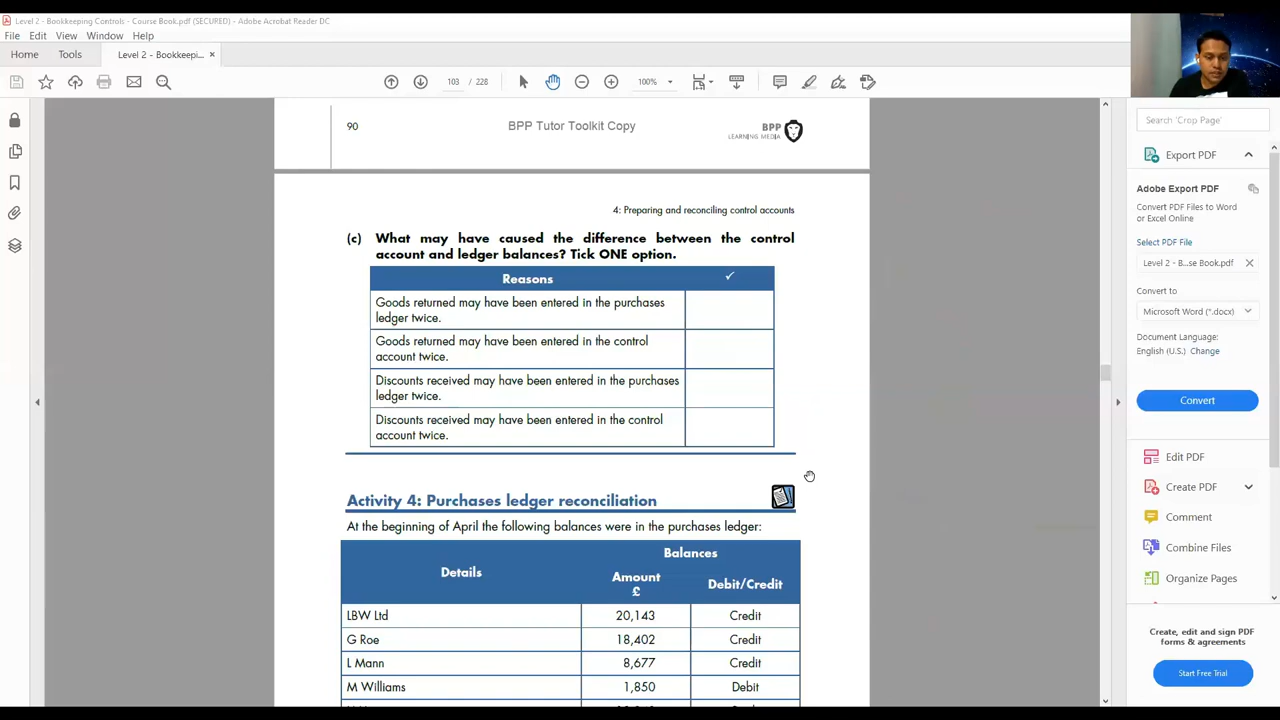 Level 2 - Bookkeeping Controls - Course Book.pdf (SECURED) - Adobe Acrobat Reader DC
File Edit View Window Help
Home Tools Level 2 - Bookkeepi... ×
103 / 228 100%
90 BPP Tutor Toolkit Copy BPP
LEARNING MEDIA
4: Preparing and reconciling control accounts
(c) What may have caused the difference between the control
account and ledger balances? Tick ONE option.
Reasons ✓
Goods returned may have been entered in the purchases
ledger twice.
Goods returned may have been entered in the control
account twice.
Discounts received may have been entered in the purchases
ledger twice.
Discounts received may have been entered in the control
account twice.
Activity 4: Purchases ledger reconciliation
At the beginning of April the following balances were in the purchases ledger:
Balances
Details
Amount
£
Debit/Credit
LBW Ltd 20,143 Credit
G Roe 18,402 Credit
L Mann 8,677 Credit
M Williams 1,850 Debit
Search 'Crop Page'
Export PDF
Adobe Export PDF
Convert PDF Files to Word
or Excel Online
Select PDF File
Level 2 - B...se Book.pdf ×
Convert to
Microsoft Word (*.docx)
Document Language:
English (U.S.) Change
Convert
Edit PDF
Create PDF
Comment
Combine Files
Organize Pages
Create, edit and sign PDF
forms & agreements
Start Free Trial